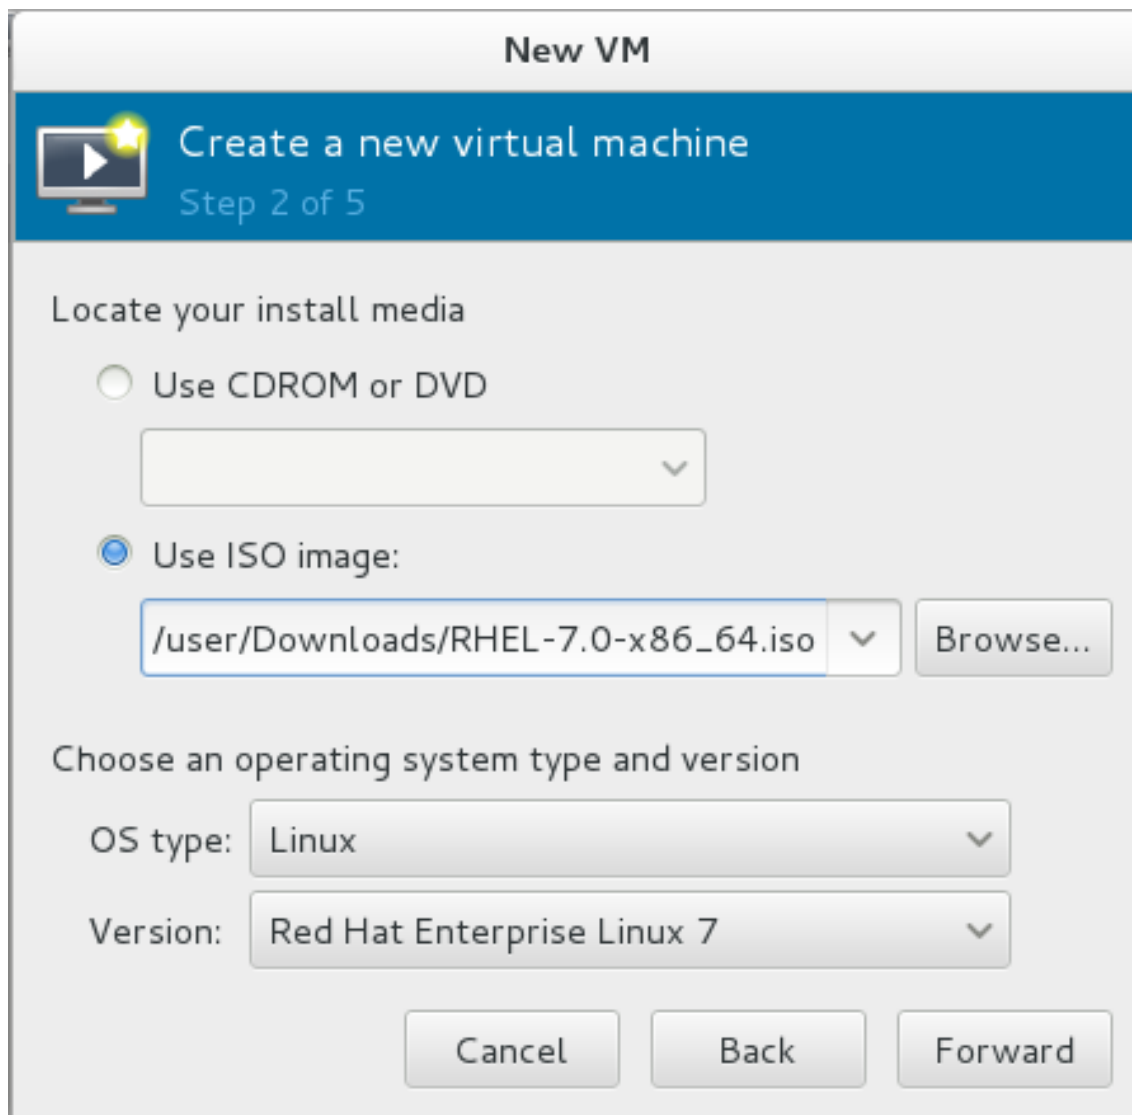 New VM
Create a new virtual machine
Step 2 of 5
Locate your install media
Use CDROM or DVD
Use ISO image:
/user/Downloads/RHEL-7.0-x86_64.iso Browse...
Choose an operating system type and version
OS type: Linux
Version: Red Hat Enterprise Linux 7
Cancel Back Forward